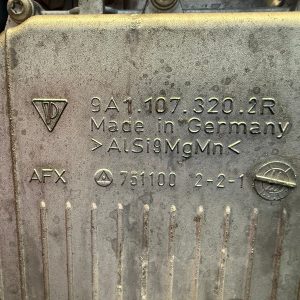 9A1.107.320.2R
Made in Germany
>AlSi9MgMn<
AFX 751100 2-2-1